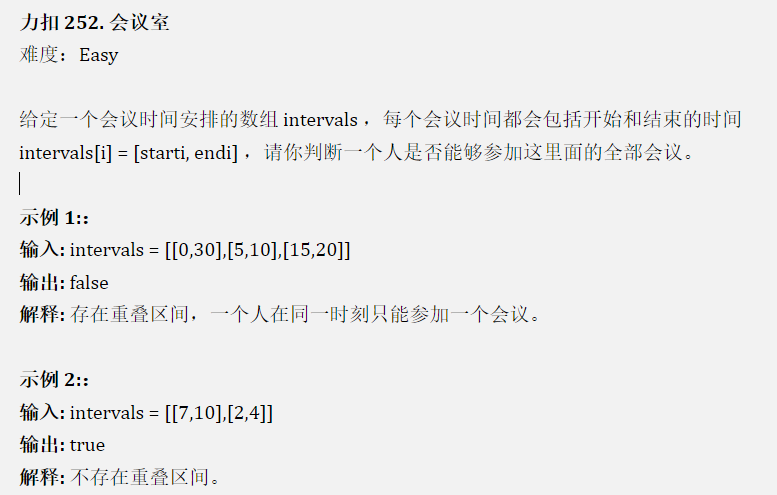 力扣 252. 会议室
难度：Easy
给定一个会议时间安排的数组 intervals ，每个会议时间都会包括开始和结束的时间
intervals[i] = [starti, endi] ，请你判断一个人是否能够参加这里面的全部会议。
示例 1::
输入: intervals = [[0,30],[5,10],[15,20]]
输出: false
解释: 存在重叠区间，一个人在同一时刻只能参加一个会议。
示例 2::
输入: intervals = [[7,10],[2,4]]
输出: true
解释: 不存在重叠区间。